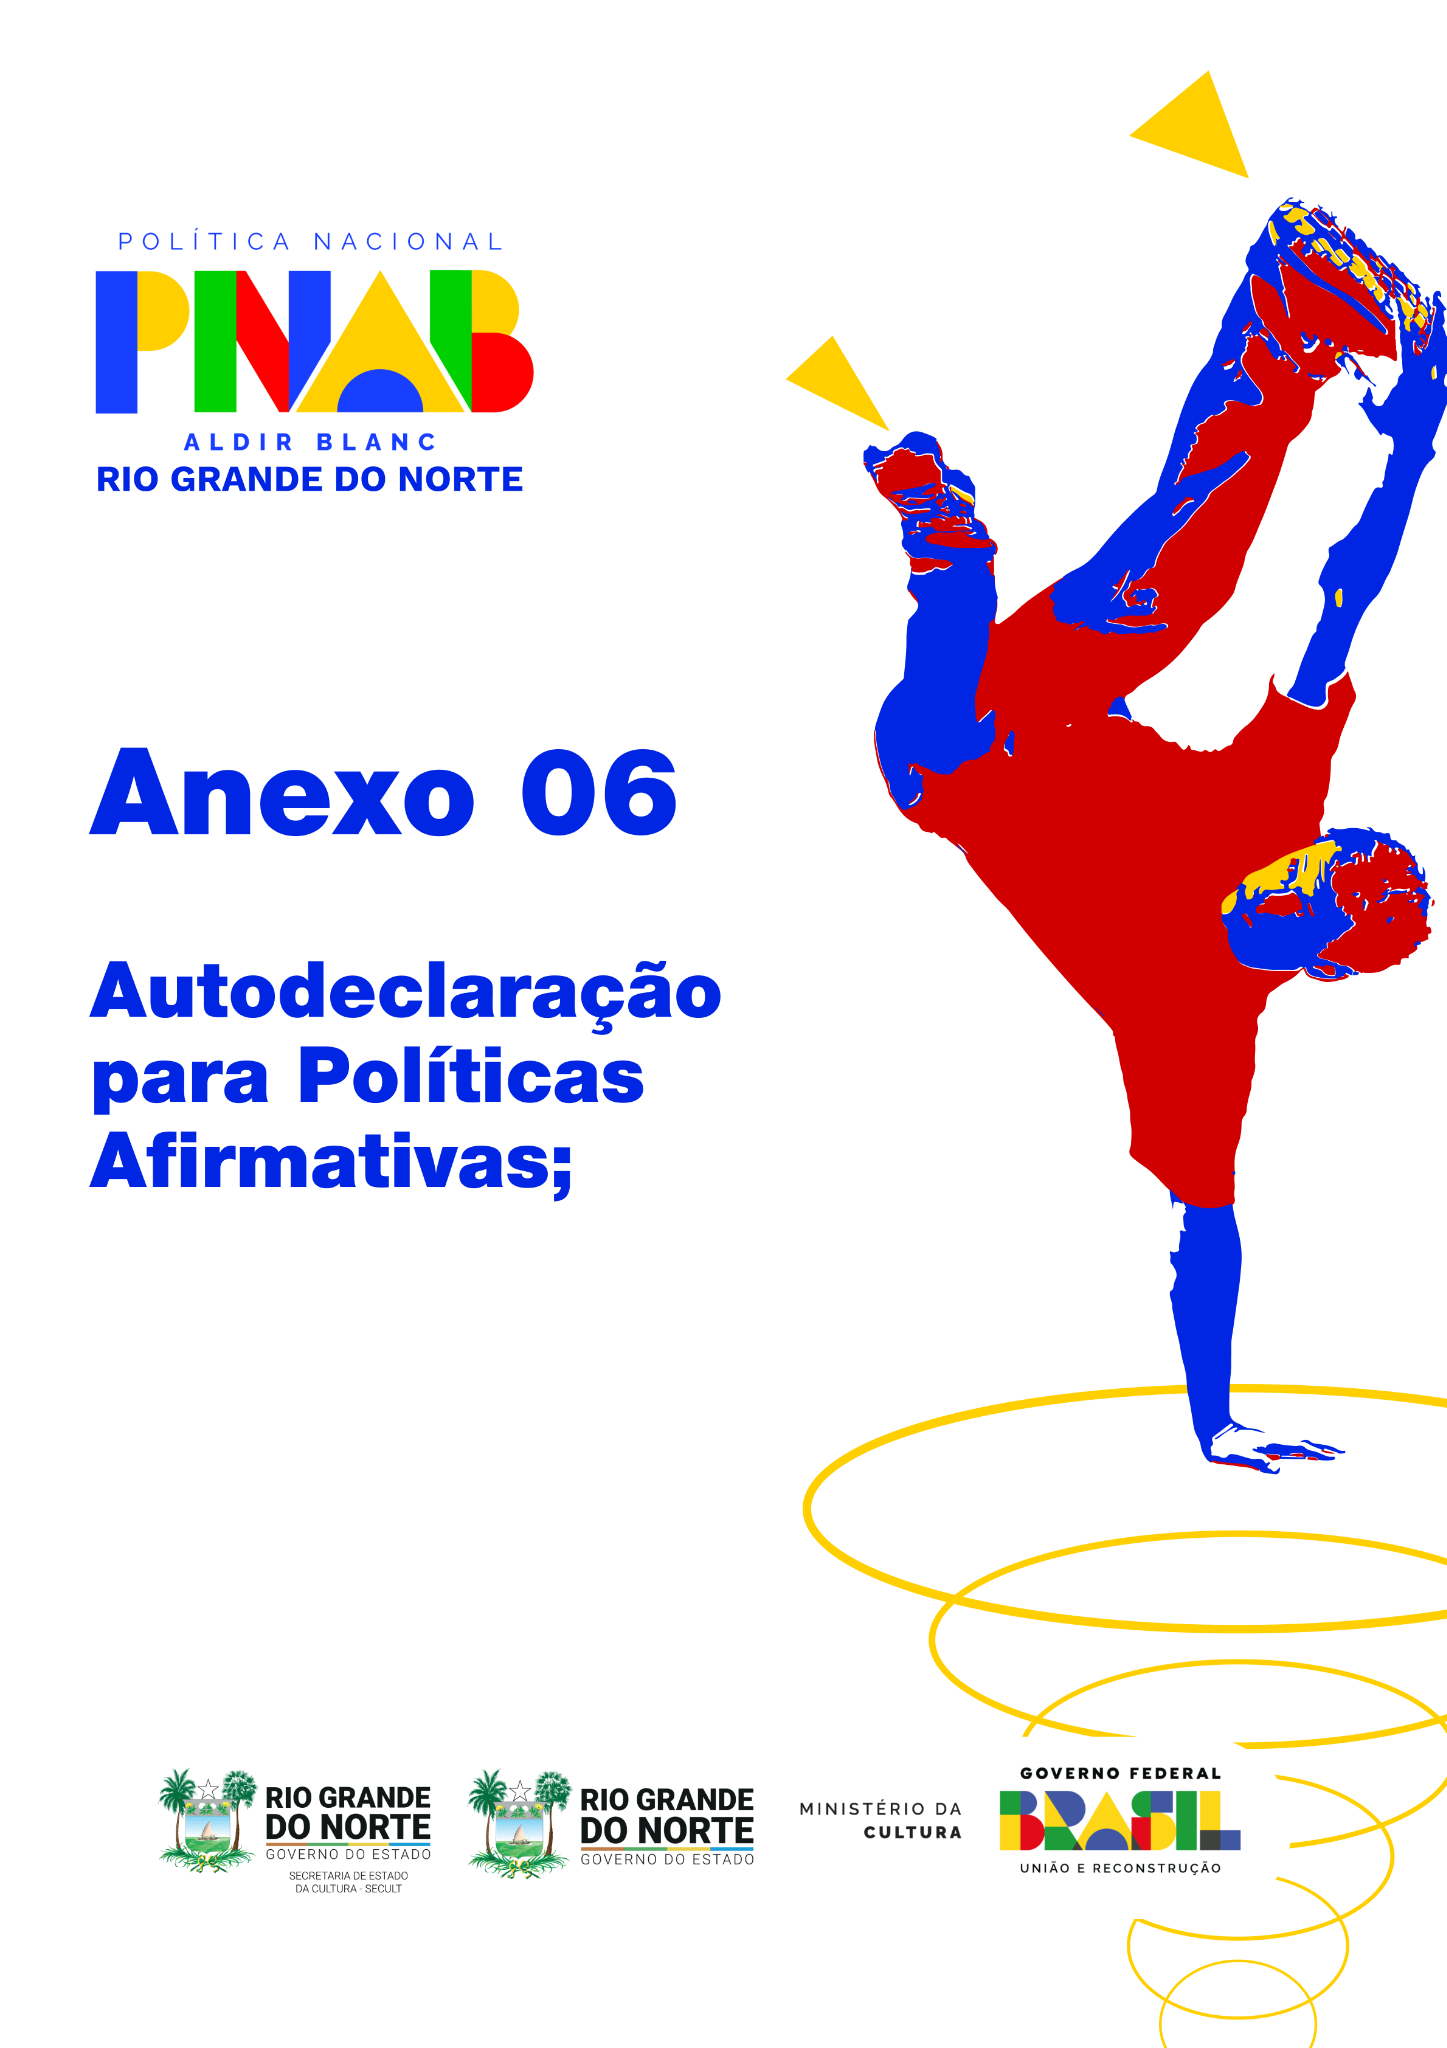 POLÍTICA NACIONAL
PNAB
ALDIR BLANC
RIO GRANDE DO NORTE
Anexo 06
Autodeclaração
para Políticas
Afirmativas;
RIO GRANDE
DO NORTE
GOVERNO DO ESTADO
SECRETARIA DE ESTADO
DA CULTURA - SECULT
RIO GRANDE
DO NORTE
GOVERNO DO ESTADO
MINISTÉRIO DA
CULTURA
GOVERNO FEDERAL
BRASIL
UNIÃO E RECONSTRUÇÃO